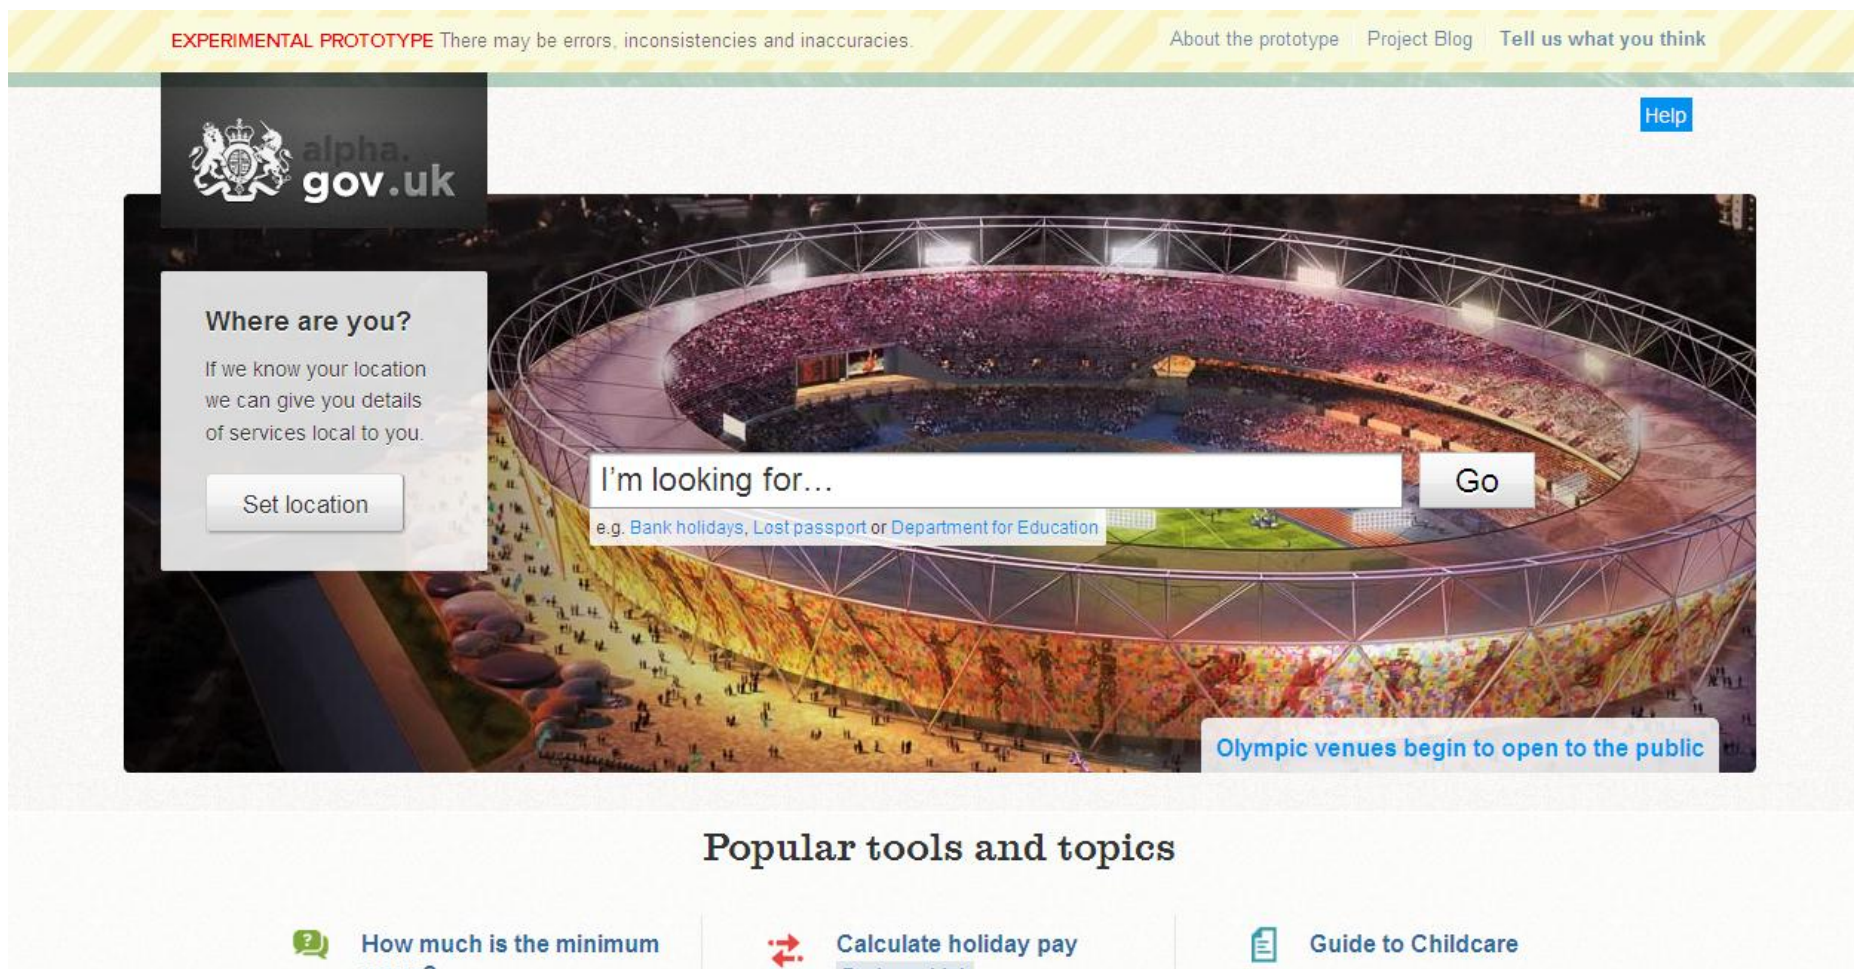 EXPERIMENTAL PROTOTYPE There may be errors, inconsistencies and inaccuracies.
About the prototype Project Blog Tell us what you think
Help
alpha.
gov.uk
Where are you?
If we know your location
we can give you details
of services local to you.
Set location
I'm looking for...
Go
e.g. Bank holidays, Lost passport or Department for Education
Olympic venues begin to open to the public
Popular tools and topics
How much is the minimum
Calculate holiday pay
Guide to Childcare